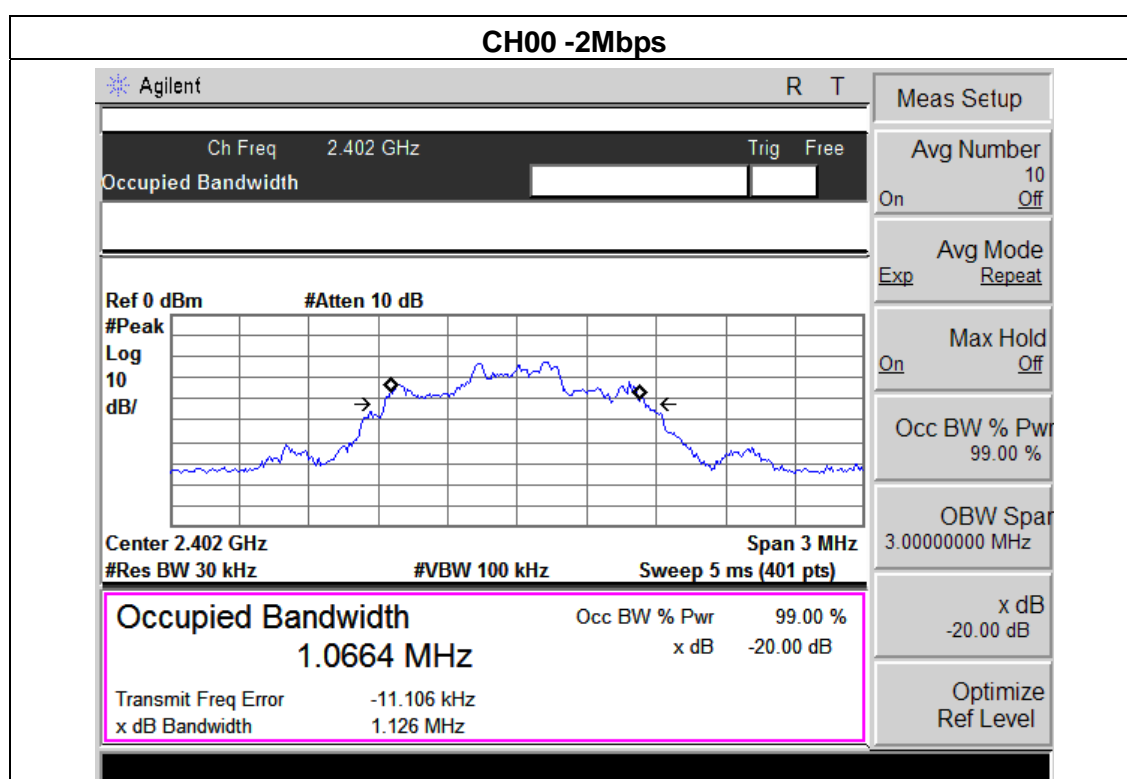 CH00 -2Mbps
Agilent R T
Ch Freq 2.402 GHz Trig Free
Occupied Bandwidth
Ref 0 dBm #Atten 10 dB
#Peak
Log
10
dB/
Center 2.402 GHz Span 3 MHz
#Res BW 30 kHz #VBW 100 kHz Sweep 5 ms (401 pts)
Occupied Bandwidth Occ BW % Pwr 99.00 %
1.0664 MHz x dB -20.00 dB
Transmit Freq Error -11.106 kHz
x dB Bandwidth 1.126 MHz
Meas Setup
Avg Number
10
On Off
Avg Mode
Exp Repeat
Max Hold
On Off
Occ BW % Pwr
99.00 %
OBW Span
3.00000000 MHz
x dB
-20.00 dB
Optimize
Ref Level